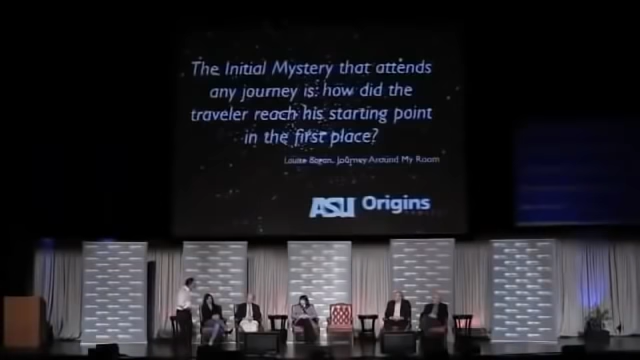 The Initial Mystery that attends
any journey is: how did the
traveler reach his starting point
in the first place?
Louise Bogan, Journey Around My Room
ASU Origins